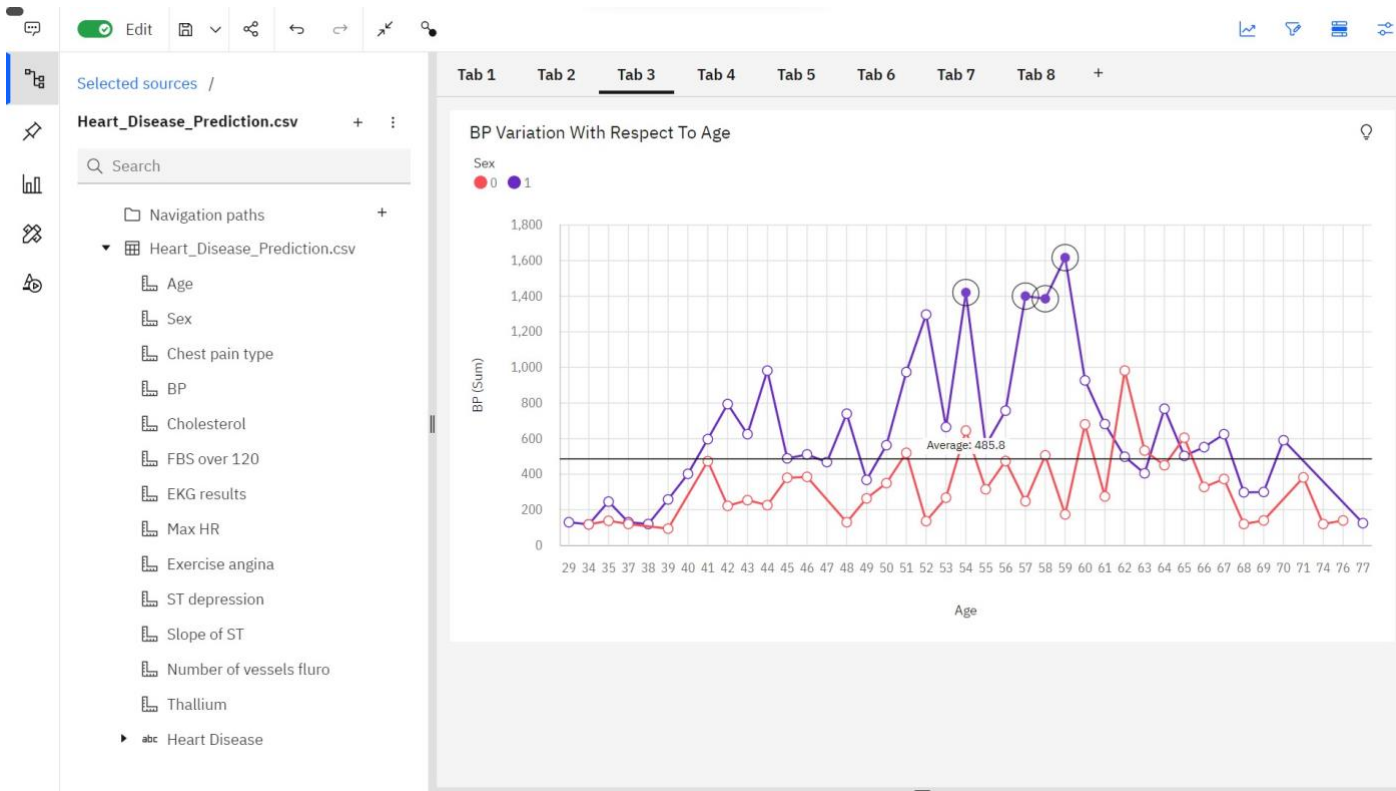 Edit
Selected sources /
Heart_Disease_Prediction.csv
Search
Navigation paths
Heart_Disease_Prediction.csv
Age
Sex
Chest pain type
BP
Cholesterol
FBS over 120
EKG results
Max HR
Exercise angina
ST depression
Slope of ST
Number of vessels fluro
Thallium
abc Heart Disease
Tab 1 Tab 2 Tab 3 Tab 4 Tab 5 Tab 6 Tab 7 Tab 8 +
BP Variation With Respect To Age
Sex
0 1
BP (Sum)
1,800
1,600
1,400
1,200
1,000
800
600
400
200
0
Average: 485.8
29 34 35 37 38 39 40 41 42 43 44 45 46 47 48 49 50 51 52 53 54 55 56 57 58 59 60 61 62 63 64 65 66 67 68 69 70 71 74 76 77
Age